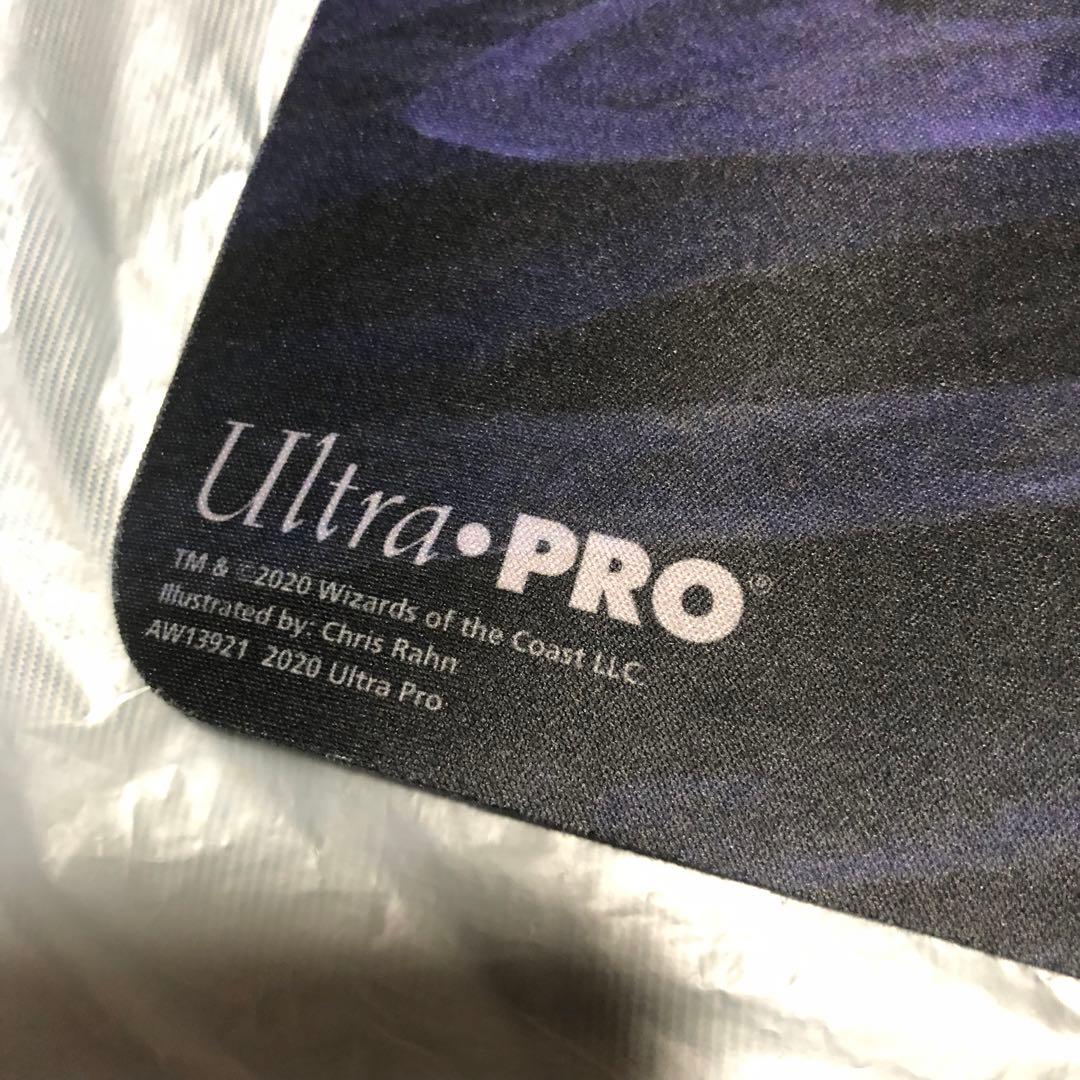 Ultra•PRO®
TM & ©2020 Wizards of the Coast LLC.
Illustrated by: Chris Rahn
AW13921 2020 Ultra Pro